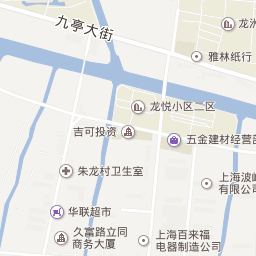 九亭大街
龙洲
雅林纸行
龙悦小区二区
吉可投资
五金建材经营部
朱龙村卫生室
上海波屿
有限公司
华联超市
久富路立同
商务大厦
上海百来福
电器制造公司